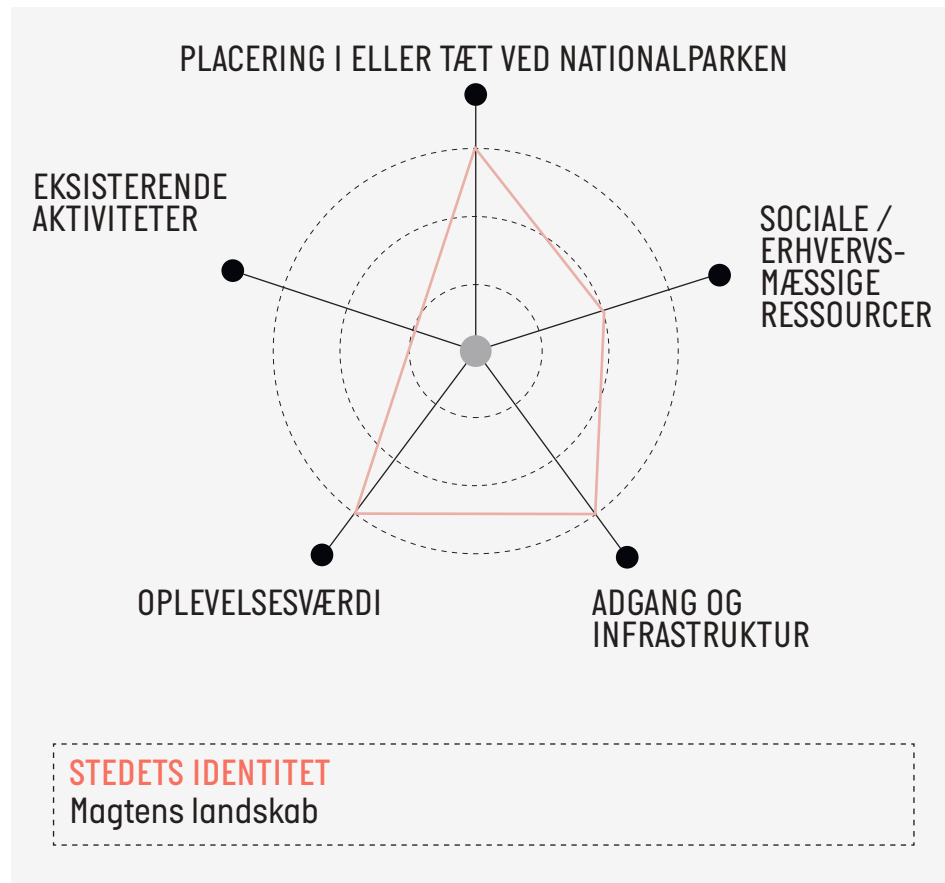 PLACERING I ELLER TÆT VED NATIONALPARKEN
EKSISTERENDE
AKTIVITETER
SOCIALE /
ERHVERVS-
MÆSSIGE
RESSOURCER
OPLEVELSESVÆRDI
ADGANG OG
INFRASTRUKTUR
STEDETS IDENTITET
Magtens landskab